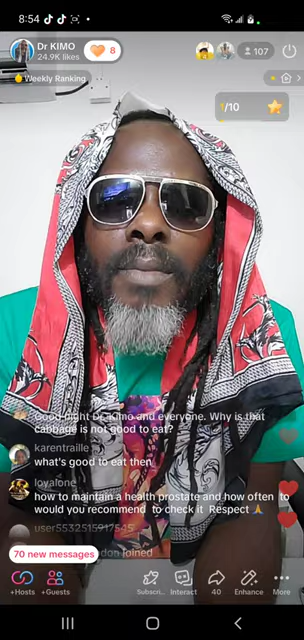 8:54
Dr KIMO
24.9K likes
8
107
Weekly Ranking
1/10
Good night Dr Kimo and everyone. Why is that
cabbage is not good to eat?
karentraille
what's good to eat then
loyalone
how to maintain a health prostate and how often to
would you recommend to check it Respect 🙏
70 new messages
joined
+Hosts
+Guests
Subscri...
Interact
40
Enhance
More